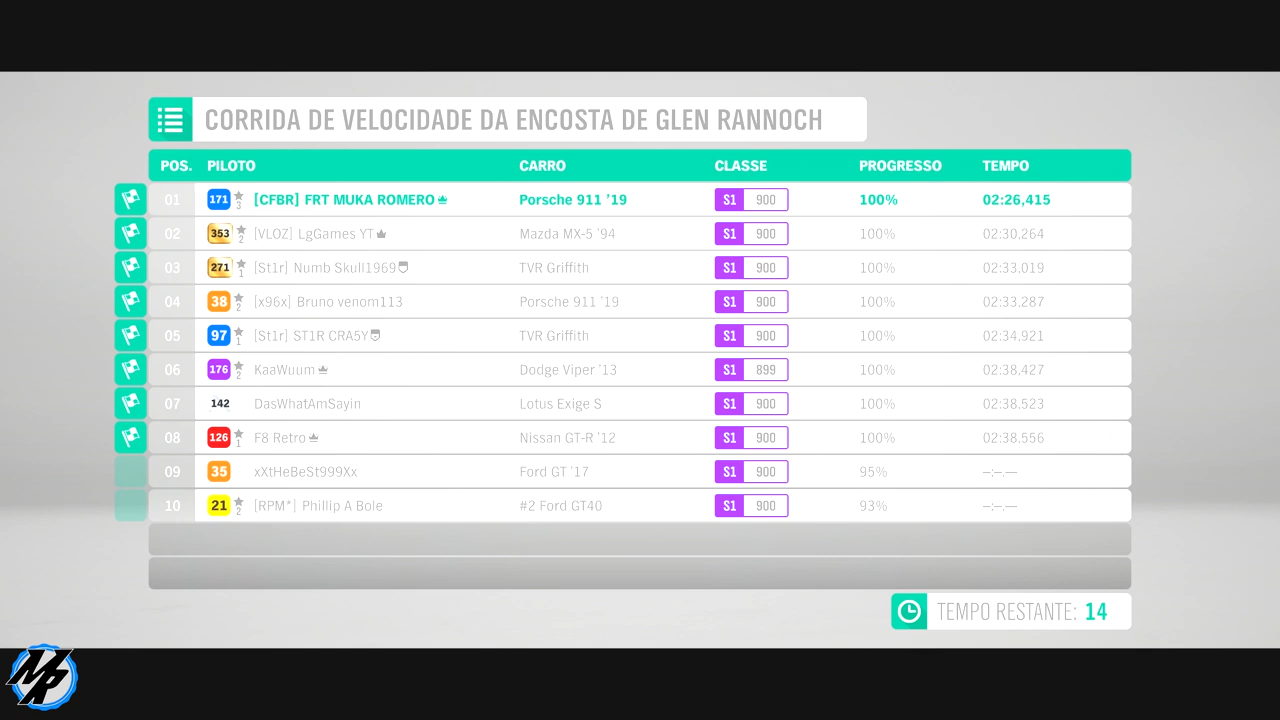 CORRIDA DE VELOCIDADE DA ENCOSTA DE GLEN RANNOCH
POS. PILOTO CARRO CLASSE PROGRESSO TEMPO
01 171 3 [CFBR] FRT MUKA ROMERO Porsche 911 '19 S1 900 100% 02:26,415
02 353 2 [VLOZ] LgGames YT Mazda MX-5 '94 S1 900 100% 02:30,264
03 271 1 [St1r] Numb Skull1969 TVR Griffith S1 900 100% 02:33,019
04 38 2 [x96x] Bruno venom113 Porsche 911 '19 S1 900 100% 02:33,287
05 97 1 [St1r] ST1R CRA5Y TVR Griffith S1 900 100% 02:34,921
06 176 2 KaaWuum Dodge Viper '13 S1 899 100% 02:38,427
07 142 DasWhatAmSayin Lotus Exige S S1 900 100% 02:38,523
08 126 1 F8 Retro Nissan GT-R '12 S1 900 100% 02:38,556
09 35 xXtHeBeSt999Xx Ford GT '17 S1 900 95% --:--.---
10 21 2 [RPM*] Phillip A Bole #2 Ford GT40 S1 900 93% --:--.---
TEMPO RESTANTE: 14